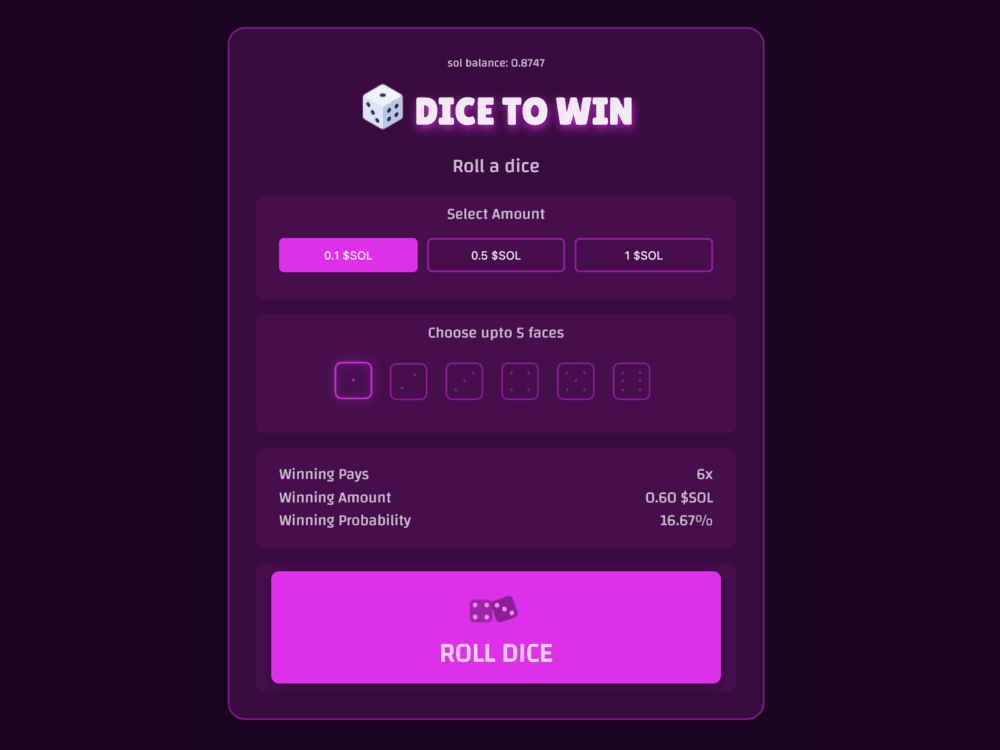 sol balance: 0.8747
DICE TO WIN
Roll a dice
Select Amount
0.1 $SOL 0.5 $SOL 1 $SOL
Choose upto 5 faces
Winning Pays 6x
Winning Amount 0.60 $SOL
Winning Probability 16.67%
ROLL DICE